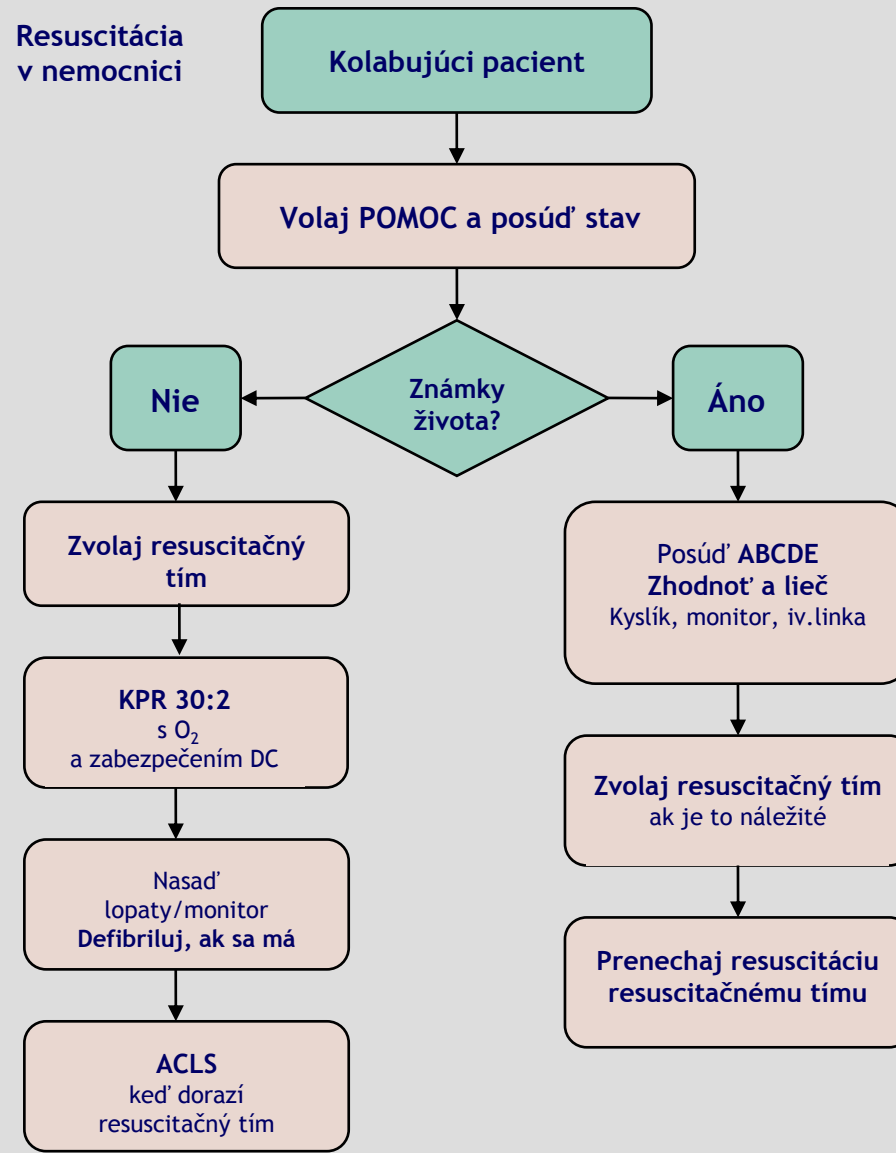 Resuscitácia
v nemocnici
Kolabujúci pacient
Volaj POMOC a posúď stav
Známky
života?
Nie
Áno
Zvolaj resuscitačný
tím
KPR 30:2
s O₂
a zabezpečením DC
Nasaď
lopaty/monitor
Defibriluj, ak sa má
ACLS
keď dorazí
resuscitačný tím
Posúď ABCDE
Zhodnoť a lieč
Kyslík, monitor, iv.linka
Zvolaj resuscitačný tím
ak je to náležité
Prenechaj resuscitáciu
resuscitačnému tímu